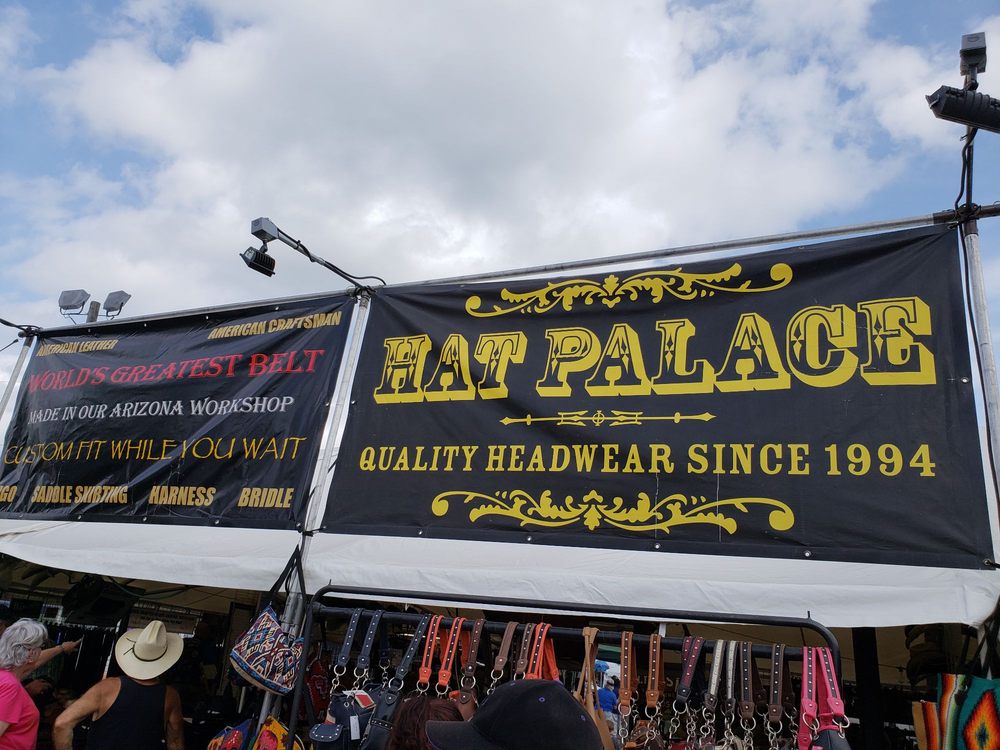 AMERICAN LEATHER
AMERICAN CRAFTSMAN
WORLD'S GREATEST BELT
MADE IN OUR ARIZONA WORKSHOP
CUSTOM FIT WHILE YOU WAIT
SADDLE SKIRTING HARNESS BRIDLE
HAT PALACE
QUALITY HEADWEAR SINCE 1994